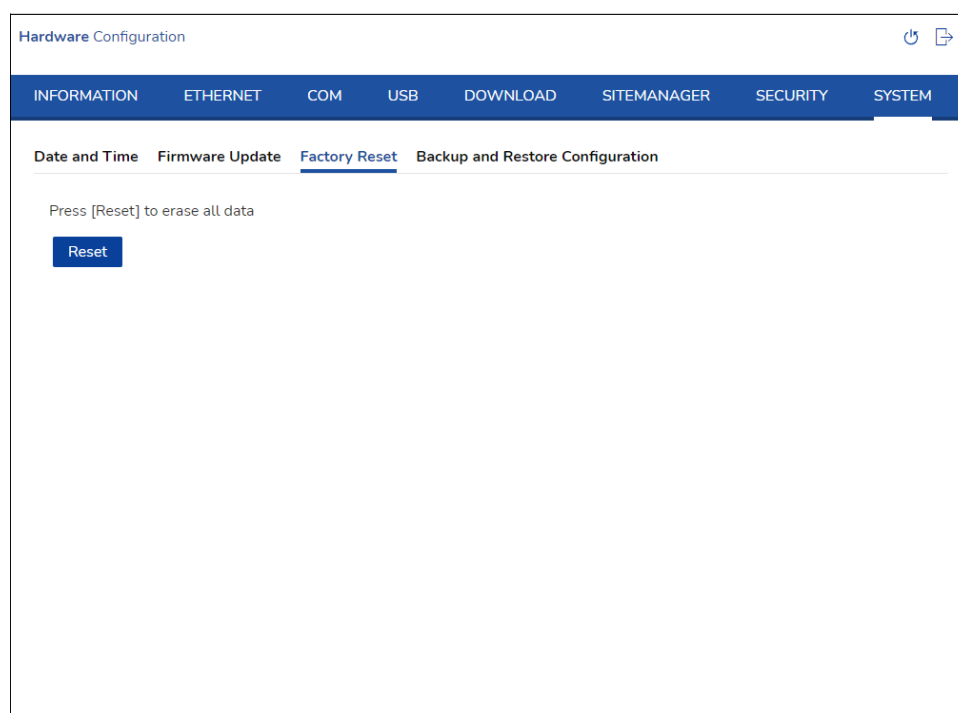 Hardware Configuration
INFORMATION ETHERNET COM USB DOWNLOAD SITEMANAGER SECURITY SYSTEM
Date and Time Firmware Update Factory Reset Backup and Restore Configuration
Press [Reset] to erase all data
Reset